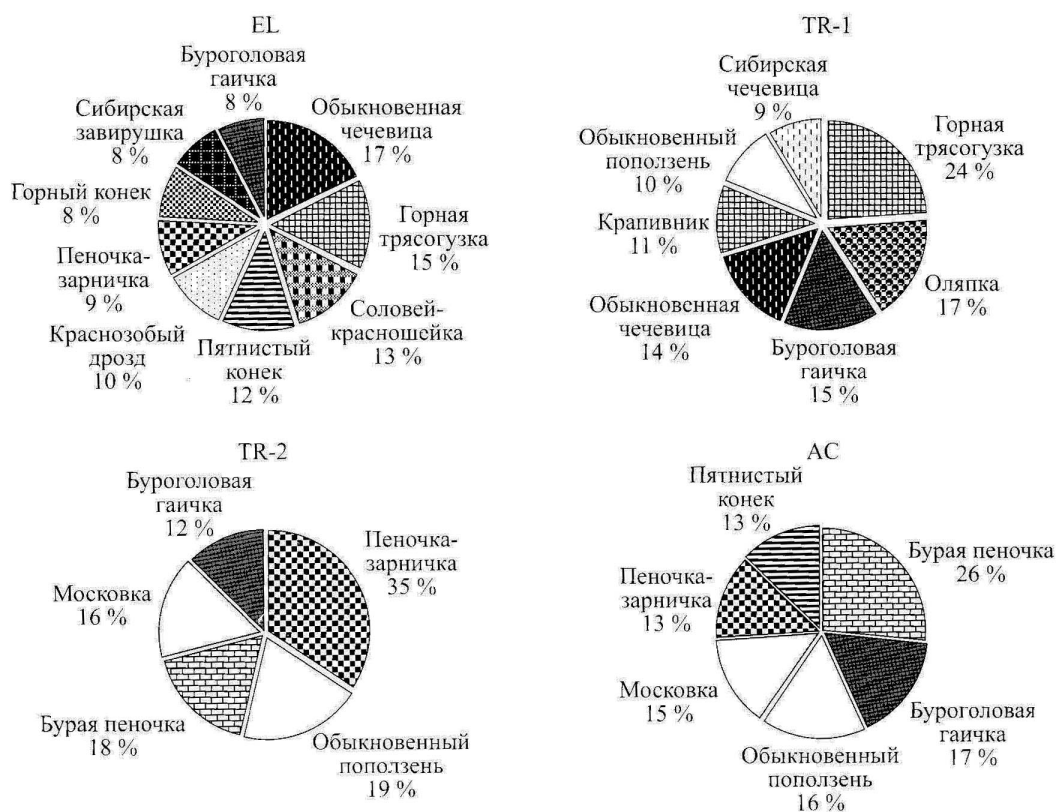 EL
Буроголовая
гаичка
8 %
Обыкновенная
чечевица
17 %
Горная
трясогузка
15 %
Соловей-
красношейка
13 %
Пятнистый
конек
12 %
Краснозобый
дрозд
10 %
Пеночка-
зарничка
9 %
Горный конек
8 %
Сибирская
завирушка
8 %
TR-1
Сибирская
чечевица
9 %
Горная
трясогузка
24 %
Оляпка
17 %
Буроголовая
гаичка
15 %
Обыкновенная
чечевица
14 %
Крапивник
11 %
Обыкновенный
поползень
10 %
TR-2
Буроголовая
гаичка
12 %
Пеночка-
зарничка
35 %
Обыкновенный
поползень
19 %
Бурая пеночка
18 %
Московка
16 %
AC
Пятнистый
конек
13 %
Бурая пеночка
26 %
Буроголовая
гаичка
17 %
Обыкновенный
поползень
16 %
Московка
15 %
Пеночка-
зарничка
13 %